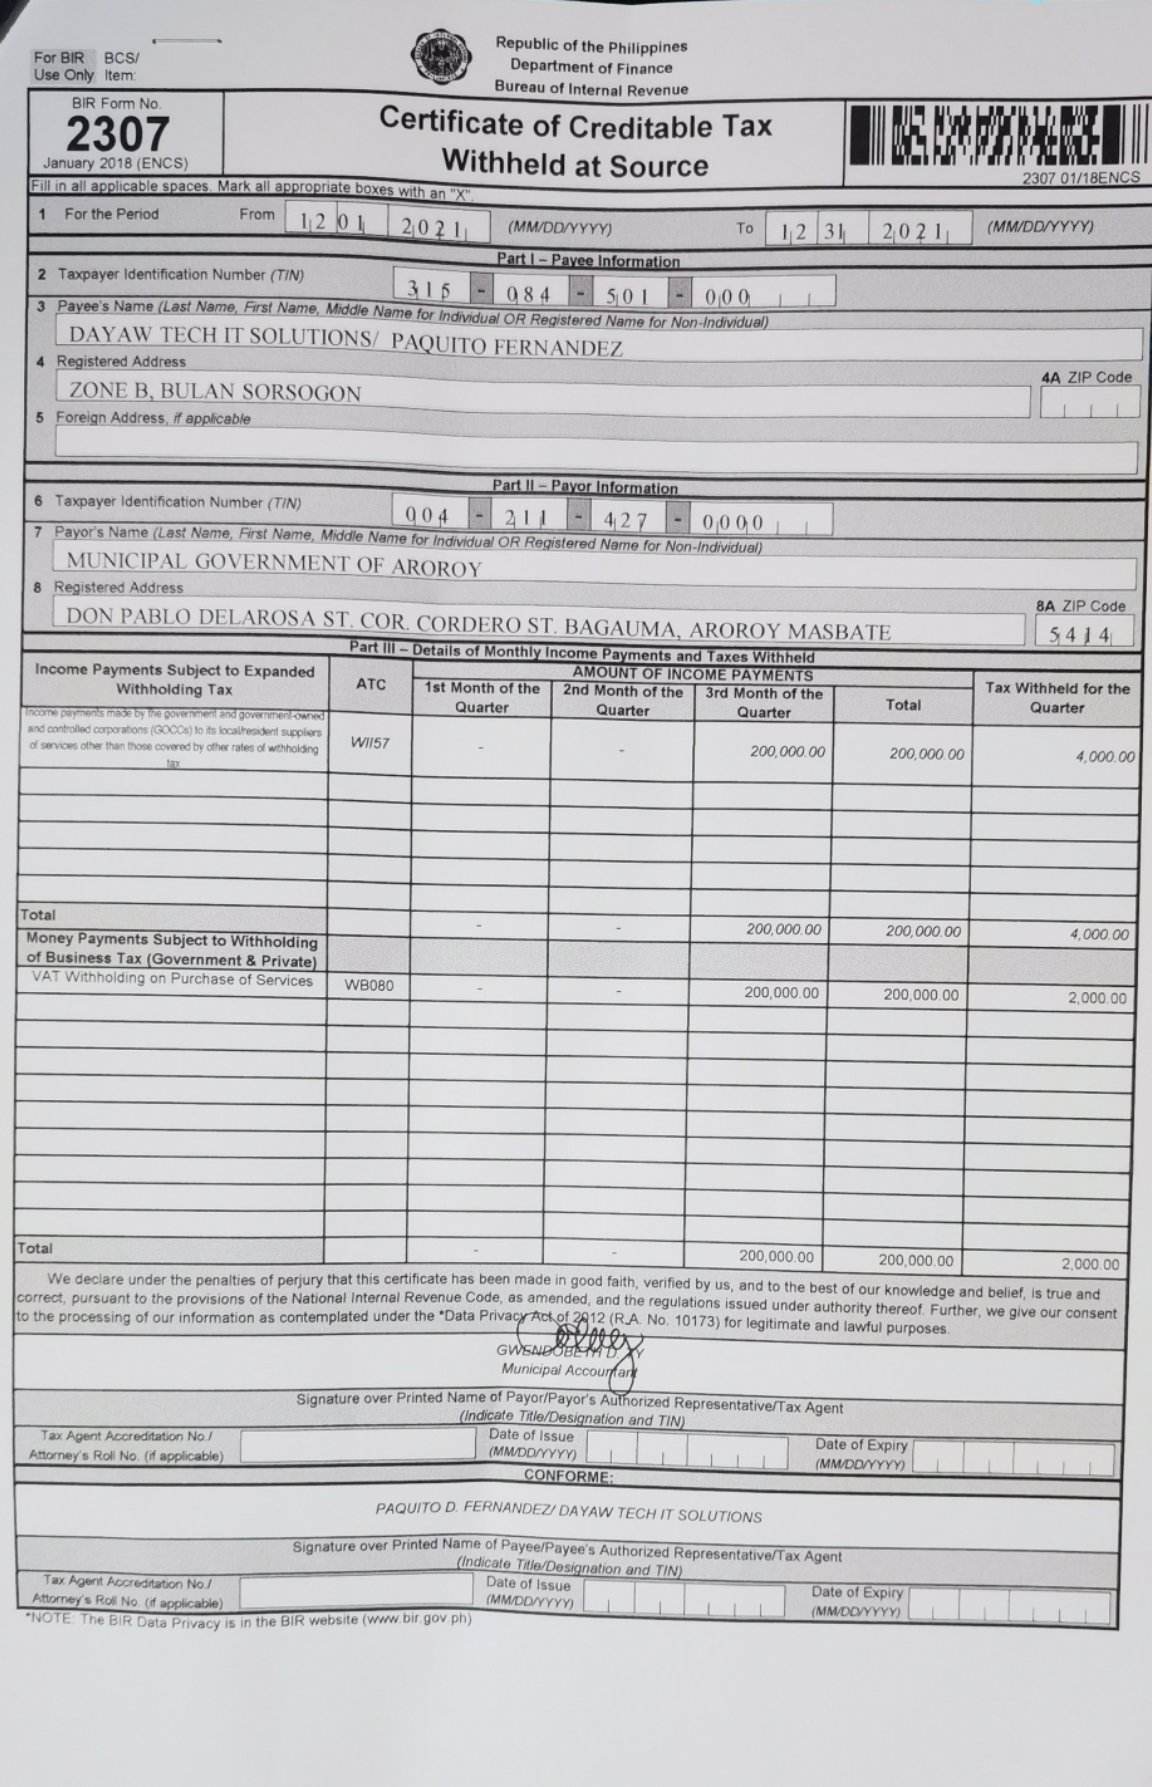 Republic of the Philippines
For BIR BCS/
Department of Finance
Use Only Item:
Bureau of Internal Revenue
BIR Form No.
2307
January 2018 (ENCS)
Certificate of Creditable Tax
Withheld at Source
2307 01/18ENCS
Fill in all applicable spaces. Mark all appropriate boxes with an "X".
1 For the Period From 12 01 2021 (MM/DD/YYYY) To 12 31 2021 (MM/DD/YYYY)
Part I – Payee Information
2 Taxpayer Identification Number (TIN) 315 - 084 - 501 - 000
3 Payee's Name (Last Name, First Name, Middle Name for Individual OR Registered Name for Non-Individual)
DAYAW TECH IT SOLUTIONS/ PAQUITO FERNANDEZ
4 Registered Address 4A ZIP Code
ZONE B, BULAN SORSOGON
5 Foreign Address, if applicable
Part II – Payor Information
6 Taxpayer Identification Number (TIN) 004 - 211 - 427 - 0000
7 Payor's Name (Last Name, First Name, Middle Name for Individual OR Registered Name for Non-Individual)
MUNICIPAL GOVERNMENT OF AROROY
8 Registered Address 8A ZIP Code
DON PABLO DELAROSA ST. COR. CORDERO ST. BAGAUMA, AROROY MASBATE 5414
Part III – Details of Monthly Income Payments and Taxes Withheld
Income Payments Subject to Expanded Withholding Tax
ATC
AMOUNT OF INCOME PAYMENTS
1st Month of the Quarter
2nd Month of the Quarter
3rd Month of the Quarter
Total
Tax Withheld for the Quarter
Income payments made by the government and government-owned
and controlled corporations (GOCCs) to its local/resident suppliers
of services other than those covered by other rates of withholding
tax
WI157 - - 200,000.00 200,000.00 4,000.00
Total - - 200,000.00 200,000.00 4,000.00
Money Payments Subject to Withholding
of Business Tax (Government & Private)
VAT Withholding on Purchase of Services WB080 - - 200,000.00 200,000.00 2,000.00
Total - - 200,000.00 200,000.00 2,000.00
We declare under the penalties of perjury that this certificate has been made in good faith, verified by us, and to the best of our knowledge and belief, is true and
correct, pursuant to the provisions of the National Internal Revenue Code, as amended, and the regulations issued under authority thereof. Further, we give our consent
to the processing of our information as contemplated under the *Data Privacy Act of 2012 (R.A. No. 10173) for legitimate and lawful purposes.
Municipal Accountant
Signature over Printed Name of Payor/Payor's Authorized Representative/Tax Agent
(Indicate Title/Designation and TIN)
Tax Agent Accreditation No./
Attorney's Roll No. (if applicable)
Date of Issue
(MM/DD/YYYY)
Date of Expiry
(MM/DD/YYYY)
CONFORME:
PAQUITO D. FERNANDEZ/ DAYAW TECH IT SOLUTIONS
Signature over Printed Name of Payee/Payee's Authorized Representative/Tax Agent
(Indicate Title/Designation and TIN)
Tax Agent Accreditation No./
Attorney's Roll No. (if applicable)
Date of Issue
(MM/DD/YYYY)
Date of Expiry
(MM/DD/YYYY)
*NOTE: The BIR Data Privacy is in the BIR website (www.bir.gov.ph)